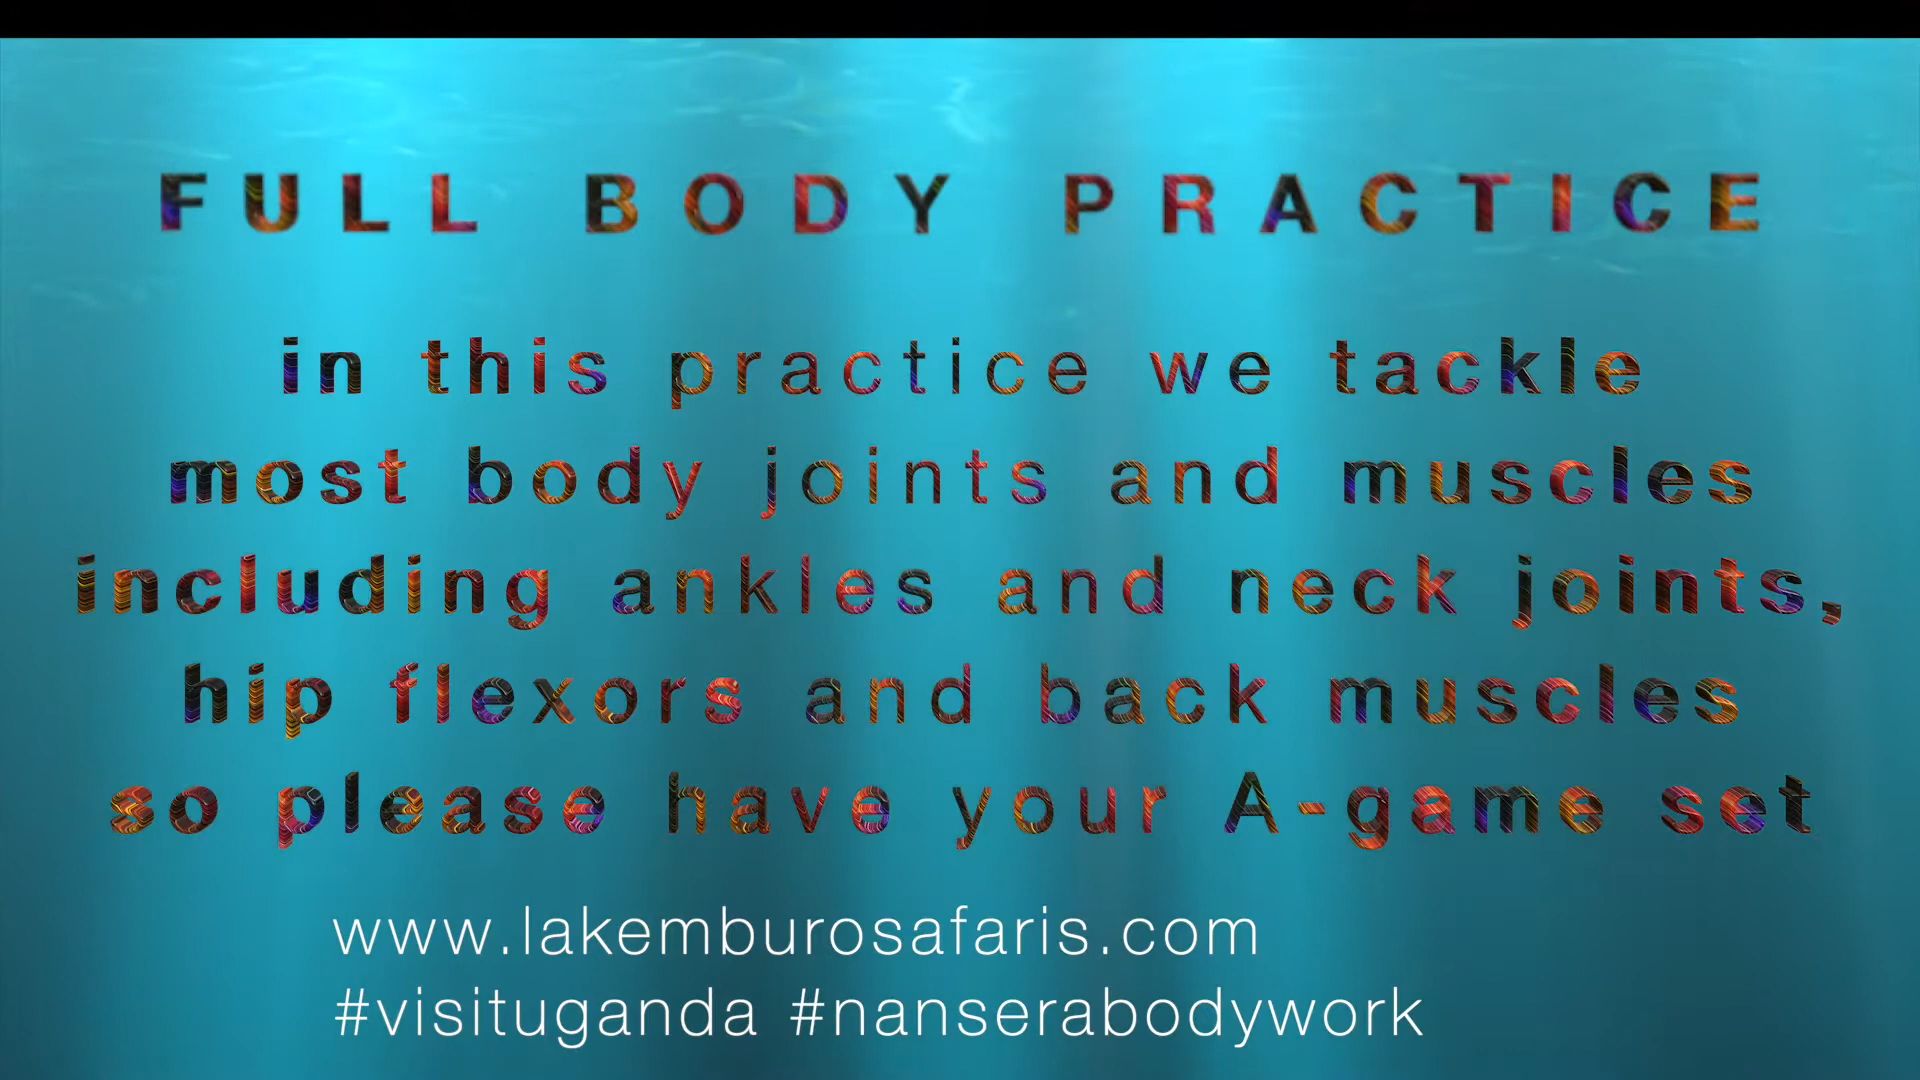 FULL BODY PRACTICE
in this practice we tackle
most body joints and muscles
including ankles and neck joints,
hip flexors and back muscles
so please have your A-game set
www.lakemburosafaris.com
#visituganda #nanserabodywork